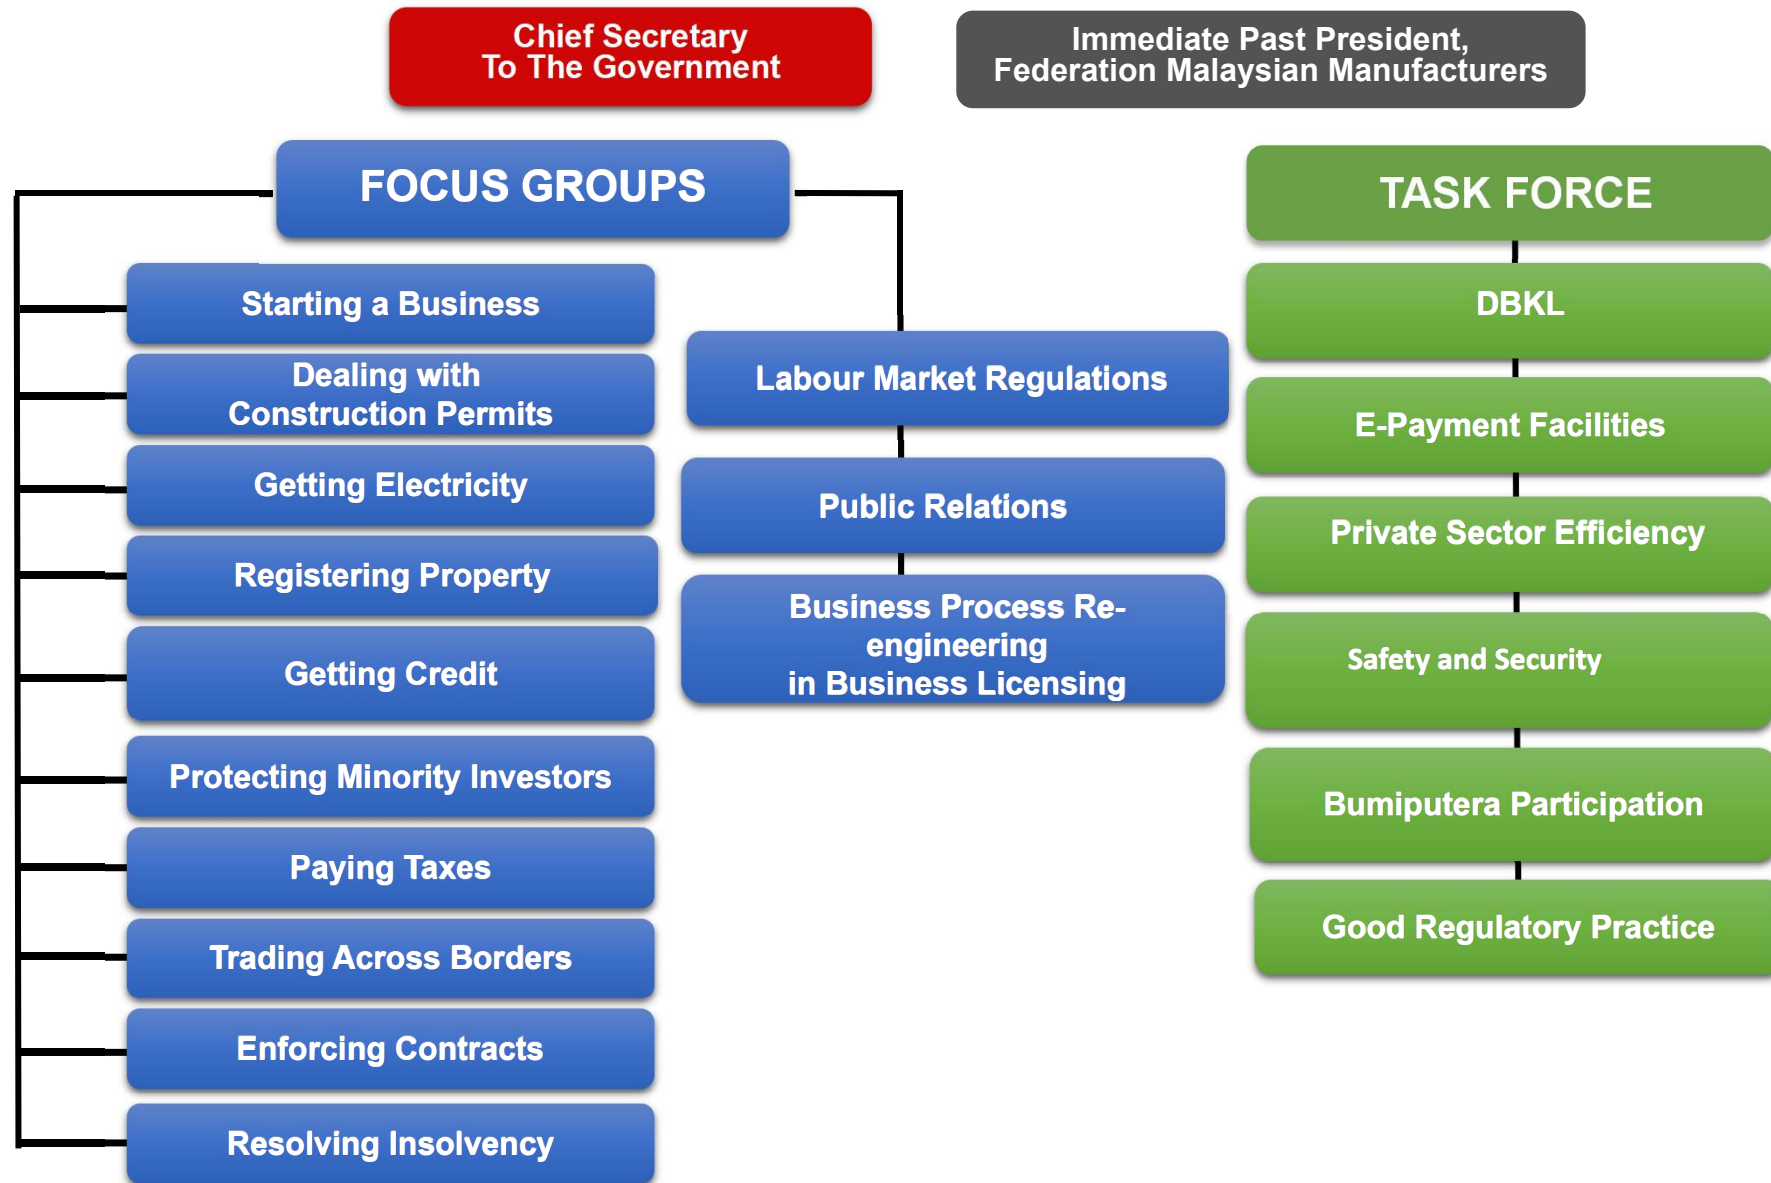 Chief Secretary
To The Government
Immediate Past President,
Federation Malaysian Manufacturers
FOCUS GROUPS
Starting a Business
Dealing with
Construction Permits
Getting Electricity
Registering Property
Getting Credit
Protecting Minority Investors
Paying Taxes
Trading Across Borders
Enforcing Contracts
Resolving Insolvency
Labour Market Regulations
Public Relations
Business Process Re-
engineering
in Business Licensing
TASK FORCE
DBKL
E-Payment Facilities
Private Sector Efficiency
Safety and Security
Bumiputera Participation
Good Regulatory Practice